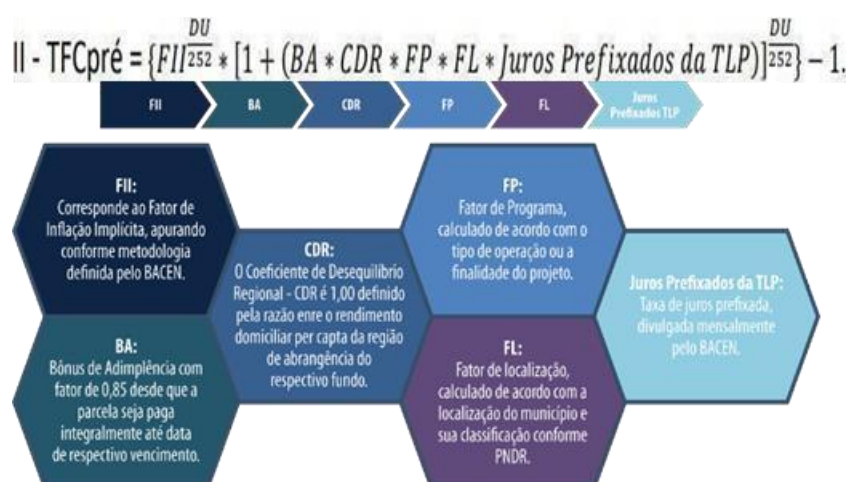 II - TFCpré = {FII^(DU/252) * [1 + (BA * CDR * FP * FL * Juros Prefixados da TLP)]^(DU/252)} − 1.
FII
BA
CDR
FP
FL
Juros
Prefixados TLP
FII:
Corresponde ao Fator de
Inflação Implícita, apurando
conforme metodologia
definida pelo BACEN.
BA:
Bônus de Adimplência com
fator de 0,85 desde que a
parcela seja paga
integralmente até data
de respectivo vencimento.
CDR:
O Coeficiente de Desequilíbrio
Regional - CDR é 1,00 definido
pela razão enre o rendimento
domiciliar per capta da região
de abrangência do
respectivo fundo.
FP:
Fator de Programa,
calculado de acordo com o
tipo de operação ou a
finalidade do projeto.
FL:
Fator de localização,
calculado de acordo com a
localização do município e
sua classificação conforme
PNDR.
Juros Prefixados da TLP:
Taxa de juros prefixada,
divulgada mensalmente
pelo BACEN.